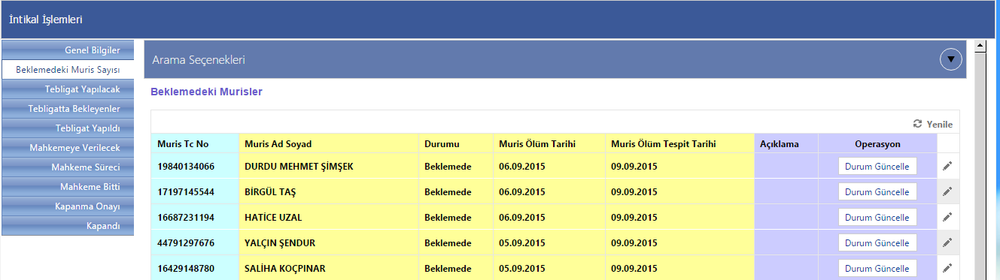 İntikal İşlemleri
Genel Bilgiler
Beklemedeki Muris Sayısı
Tebligat Yapılacak
Tebligatta Bekleyenler
Tebligat Yapıldı
Mahkemeye Verilecek
Mahkeme Süreci
Mahkeme Bitti
Kapanma Onayı
Kapandı
Arama Seçenekleri
Beklemedeki Murisler
Yenile
Muris Tc No Muris Ad Soyad Durumu Muris Ölüm Tarihi Muris Ölüm Tespit Tarihi Açıklama Operasyon
19840134066 DURDU MEHMET ŞİMŞEK Beklemede 06.09.2015 09.09.2015 Durum Güncelle
17197145544 BİRGÜL TAŞ Beklemede 06.09.2015 09.09.2015 Durum Güncelle
16687231194 HATİCE UZAL Beklemede 06.09.2015 09.09.2015 Durum Güncelle
44791297676 YALÇIN ŞENDUR Beklemede 05.09.2015 09.09.2015 Durum Güncelle
16429148780 SALİHA KOÇPINAR Beklemede 05.09.2015 09.09.2015 Durum Güncelle